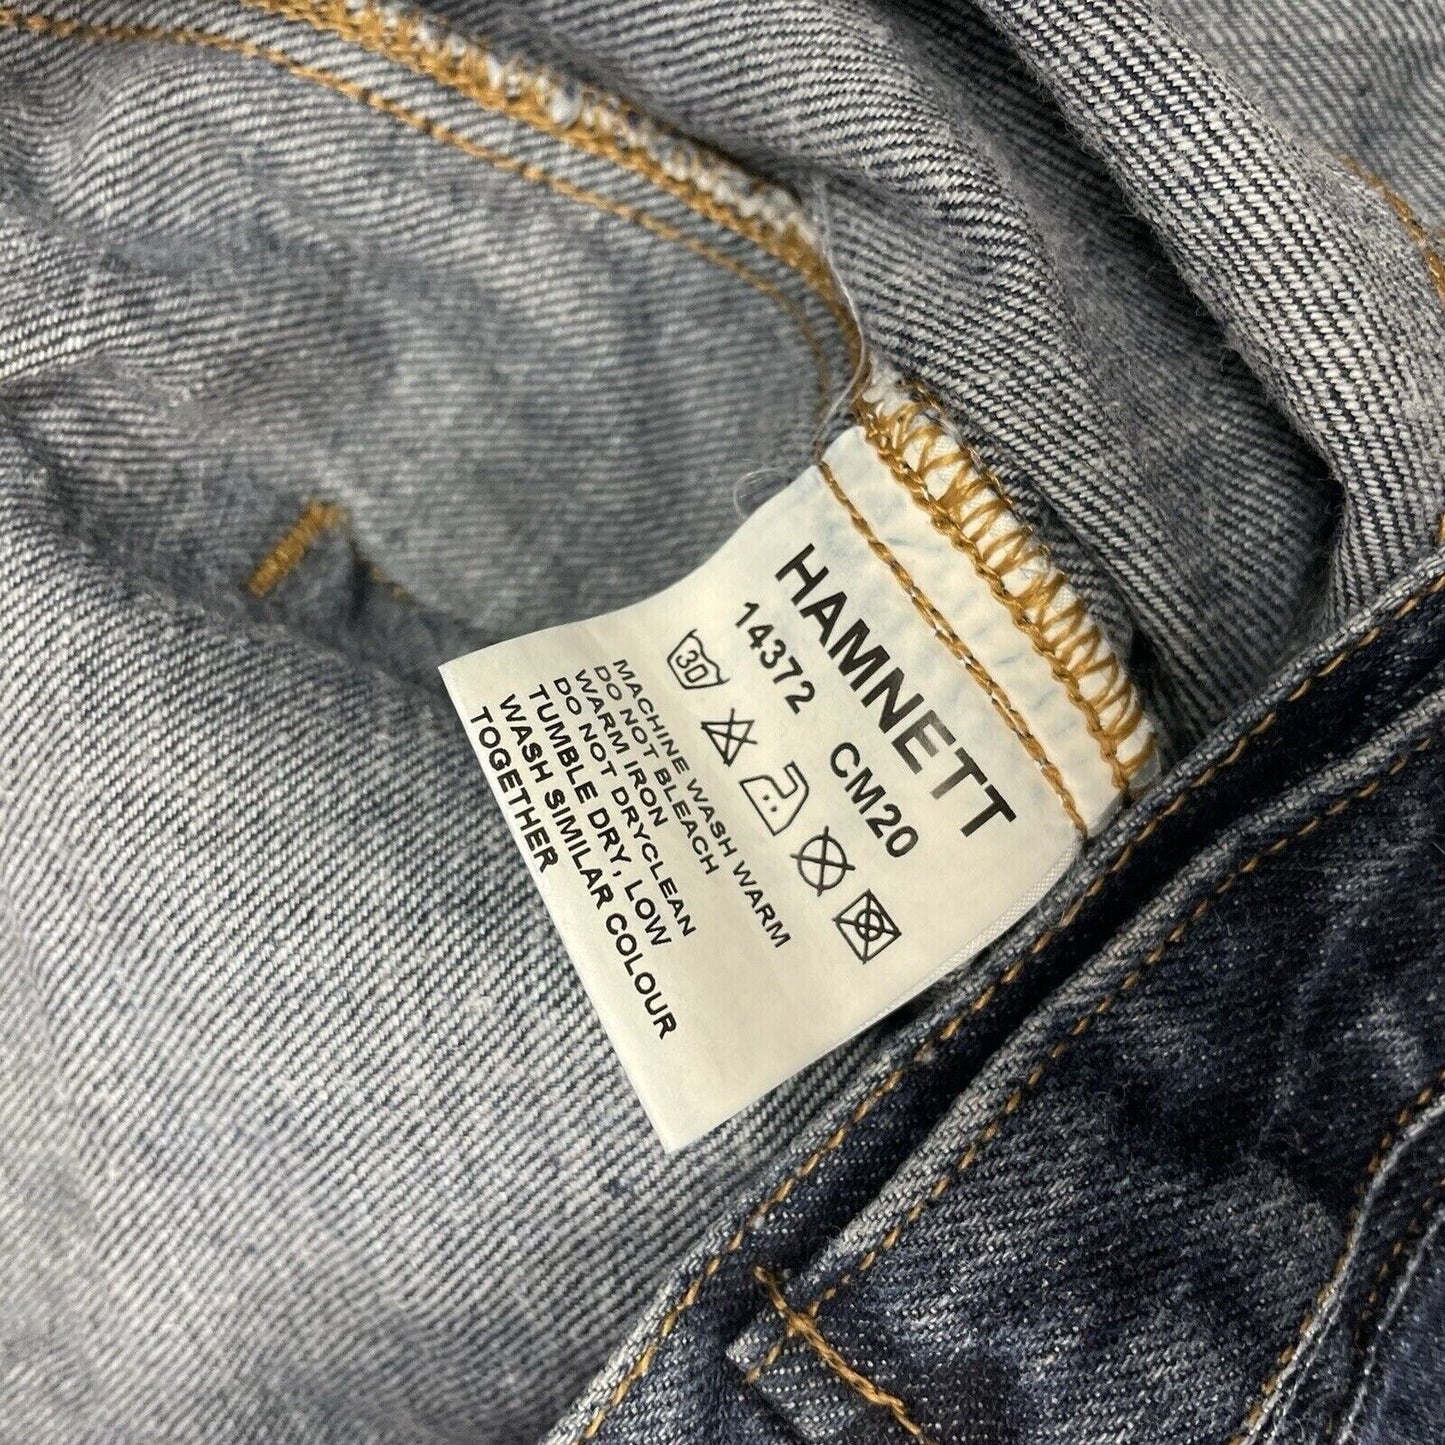 HAMNETT
14372 CM20
30
MACHINE WASH WARM
DO NOT BLEACH
WARM IRON
DO NOT DRYCLEAN
TUMBLE DRY, LOW
WASH SIMILAR COLOUR
TOGETHER